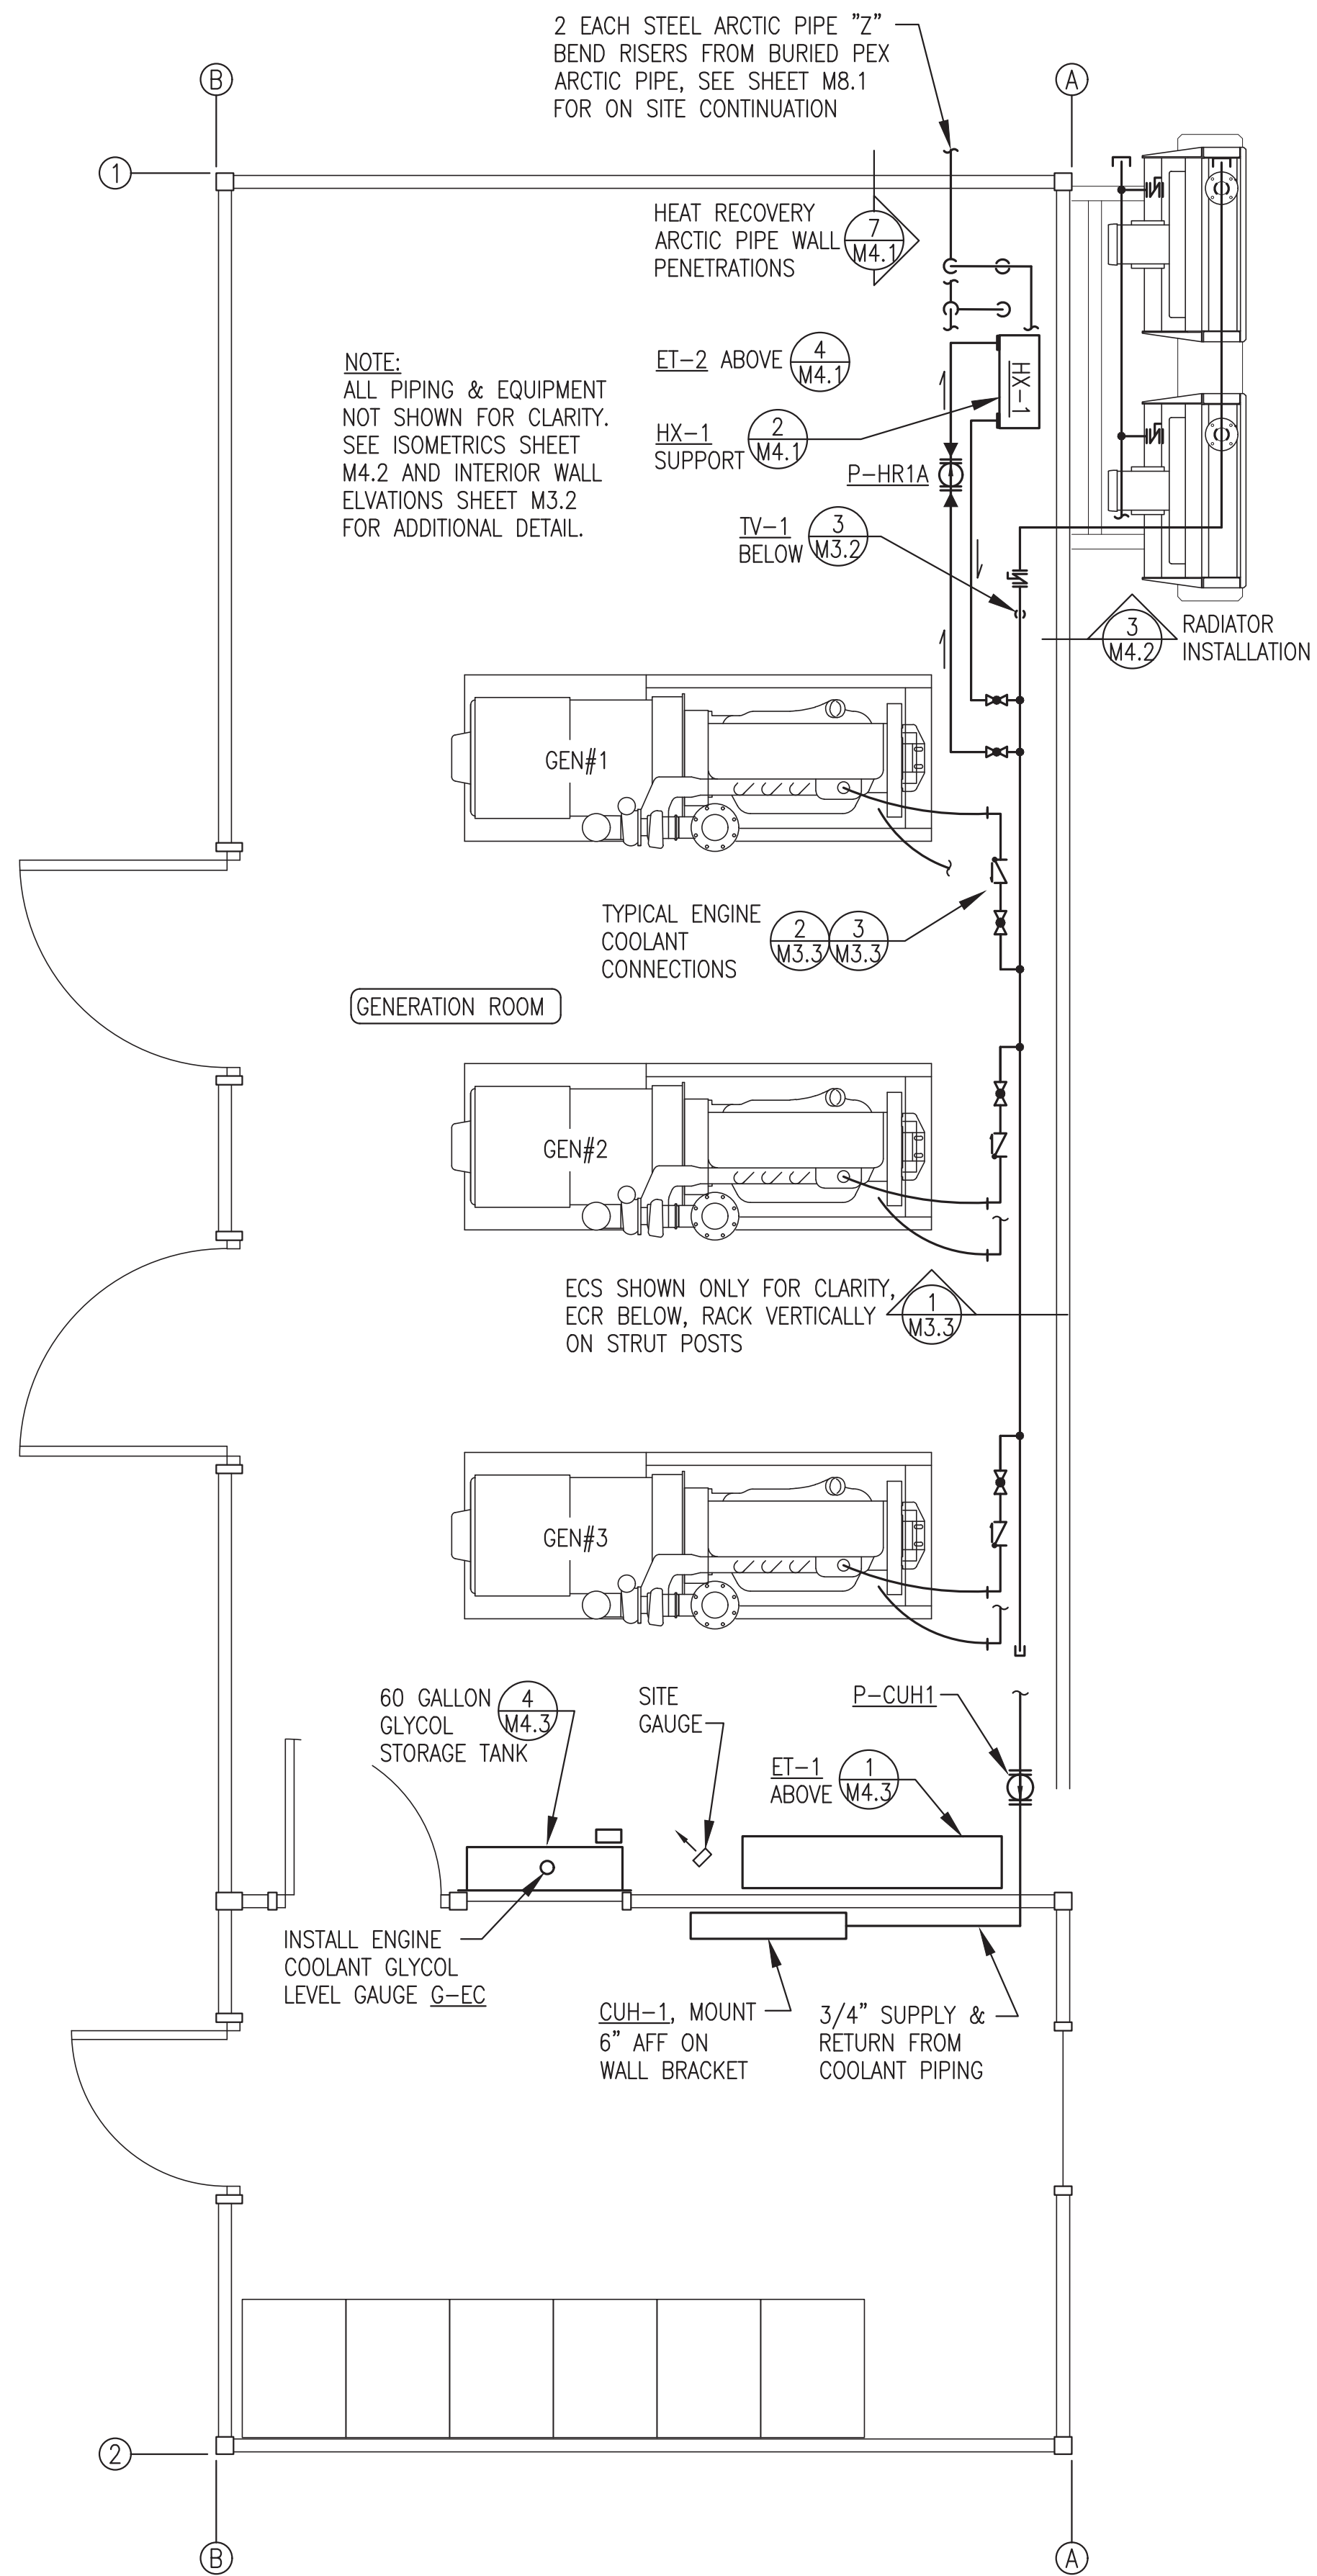 2 EACH STEEL ARCTIC PIPE "Z"
BEND RISERS FROM BURIED PEX
ARCTIC PIPE, SEE SHEET M8.1
FOR ON SITE CONTINUATION
B
A
1
HEAT RECOVERY
ARCTIC PIPE WALL
PENETRATIONS
7
M4.1
NOTE:
ALL PIPING & EQUIPMENT
NOT SHOWN FOR CLARITY.
SEE ISOMETRICS SHEET
M4.2 AND INTERIOR WALL
ELVATIONS SHEET M3.2
FOR ADDITIONAL DETAIL.
ET-2 ABOVE
4
M4.1
HX-1
HX-1
SUPPORT
2
M4.1
P-HR1A
TV-1
BELOW
3
M3.2
3
M4.2
RADIATOR
INSTALLATION
GEN#1
TYPICAL ENGINE
COOLANT
CONNECTIONS
2
M3.3
3
M3.3
GENERATION ROOM
GEN#2
ECS SHOWN ONLY FOR CLARITY,
ECR BELOW, RACK VERTICALLY
ON STRUT POSTS
1
M3.3
GEN#3
60 GALLON
GLYCOL
STORAGE TANK
4
M4.3
SITE
GAUGE
P-CUH1
ET-1
ABOVE
1
M4.3
INSTALL ENGINE
COOLANT GLYCOL
LEVEL GAUGE G-EC
CUH-1, MOUNT
6" AFF ON
WALL BRACKET
3/4" SUPPLY &
RETURN FROM
COOLANT PIPING
2
B
A